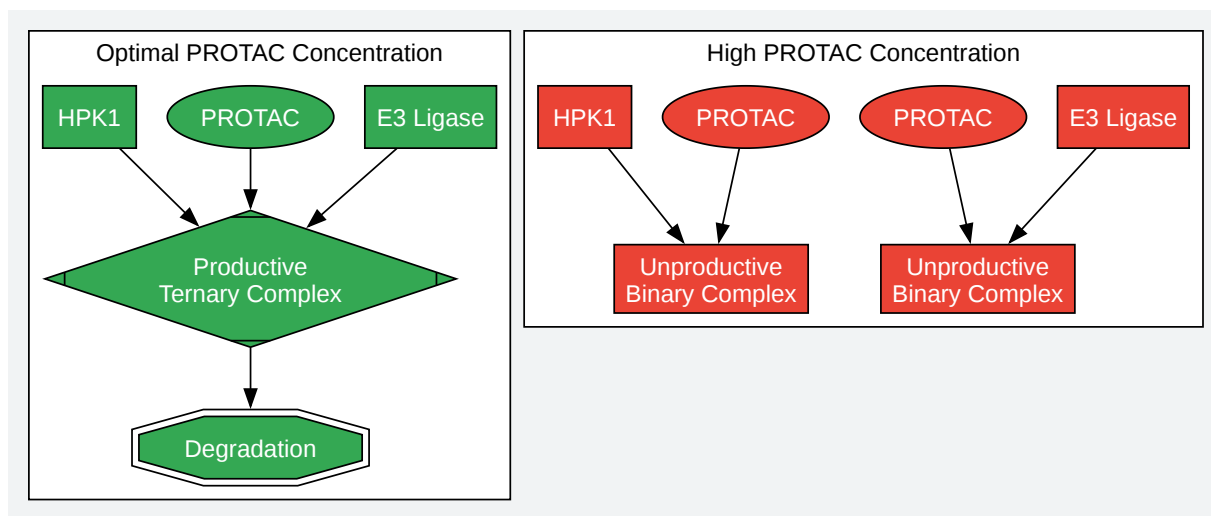 Optimal PROTAC Concentration
HPK1
PROTAC
E3 Ligase
Productive
Ternary Complex
Degradation
High PROTAC Concentration
HPK1
PROTAC
PROTAC
E3 Ligase
Unproductive
Binary Complex
Unproductive
Binary Complex